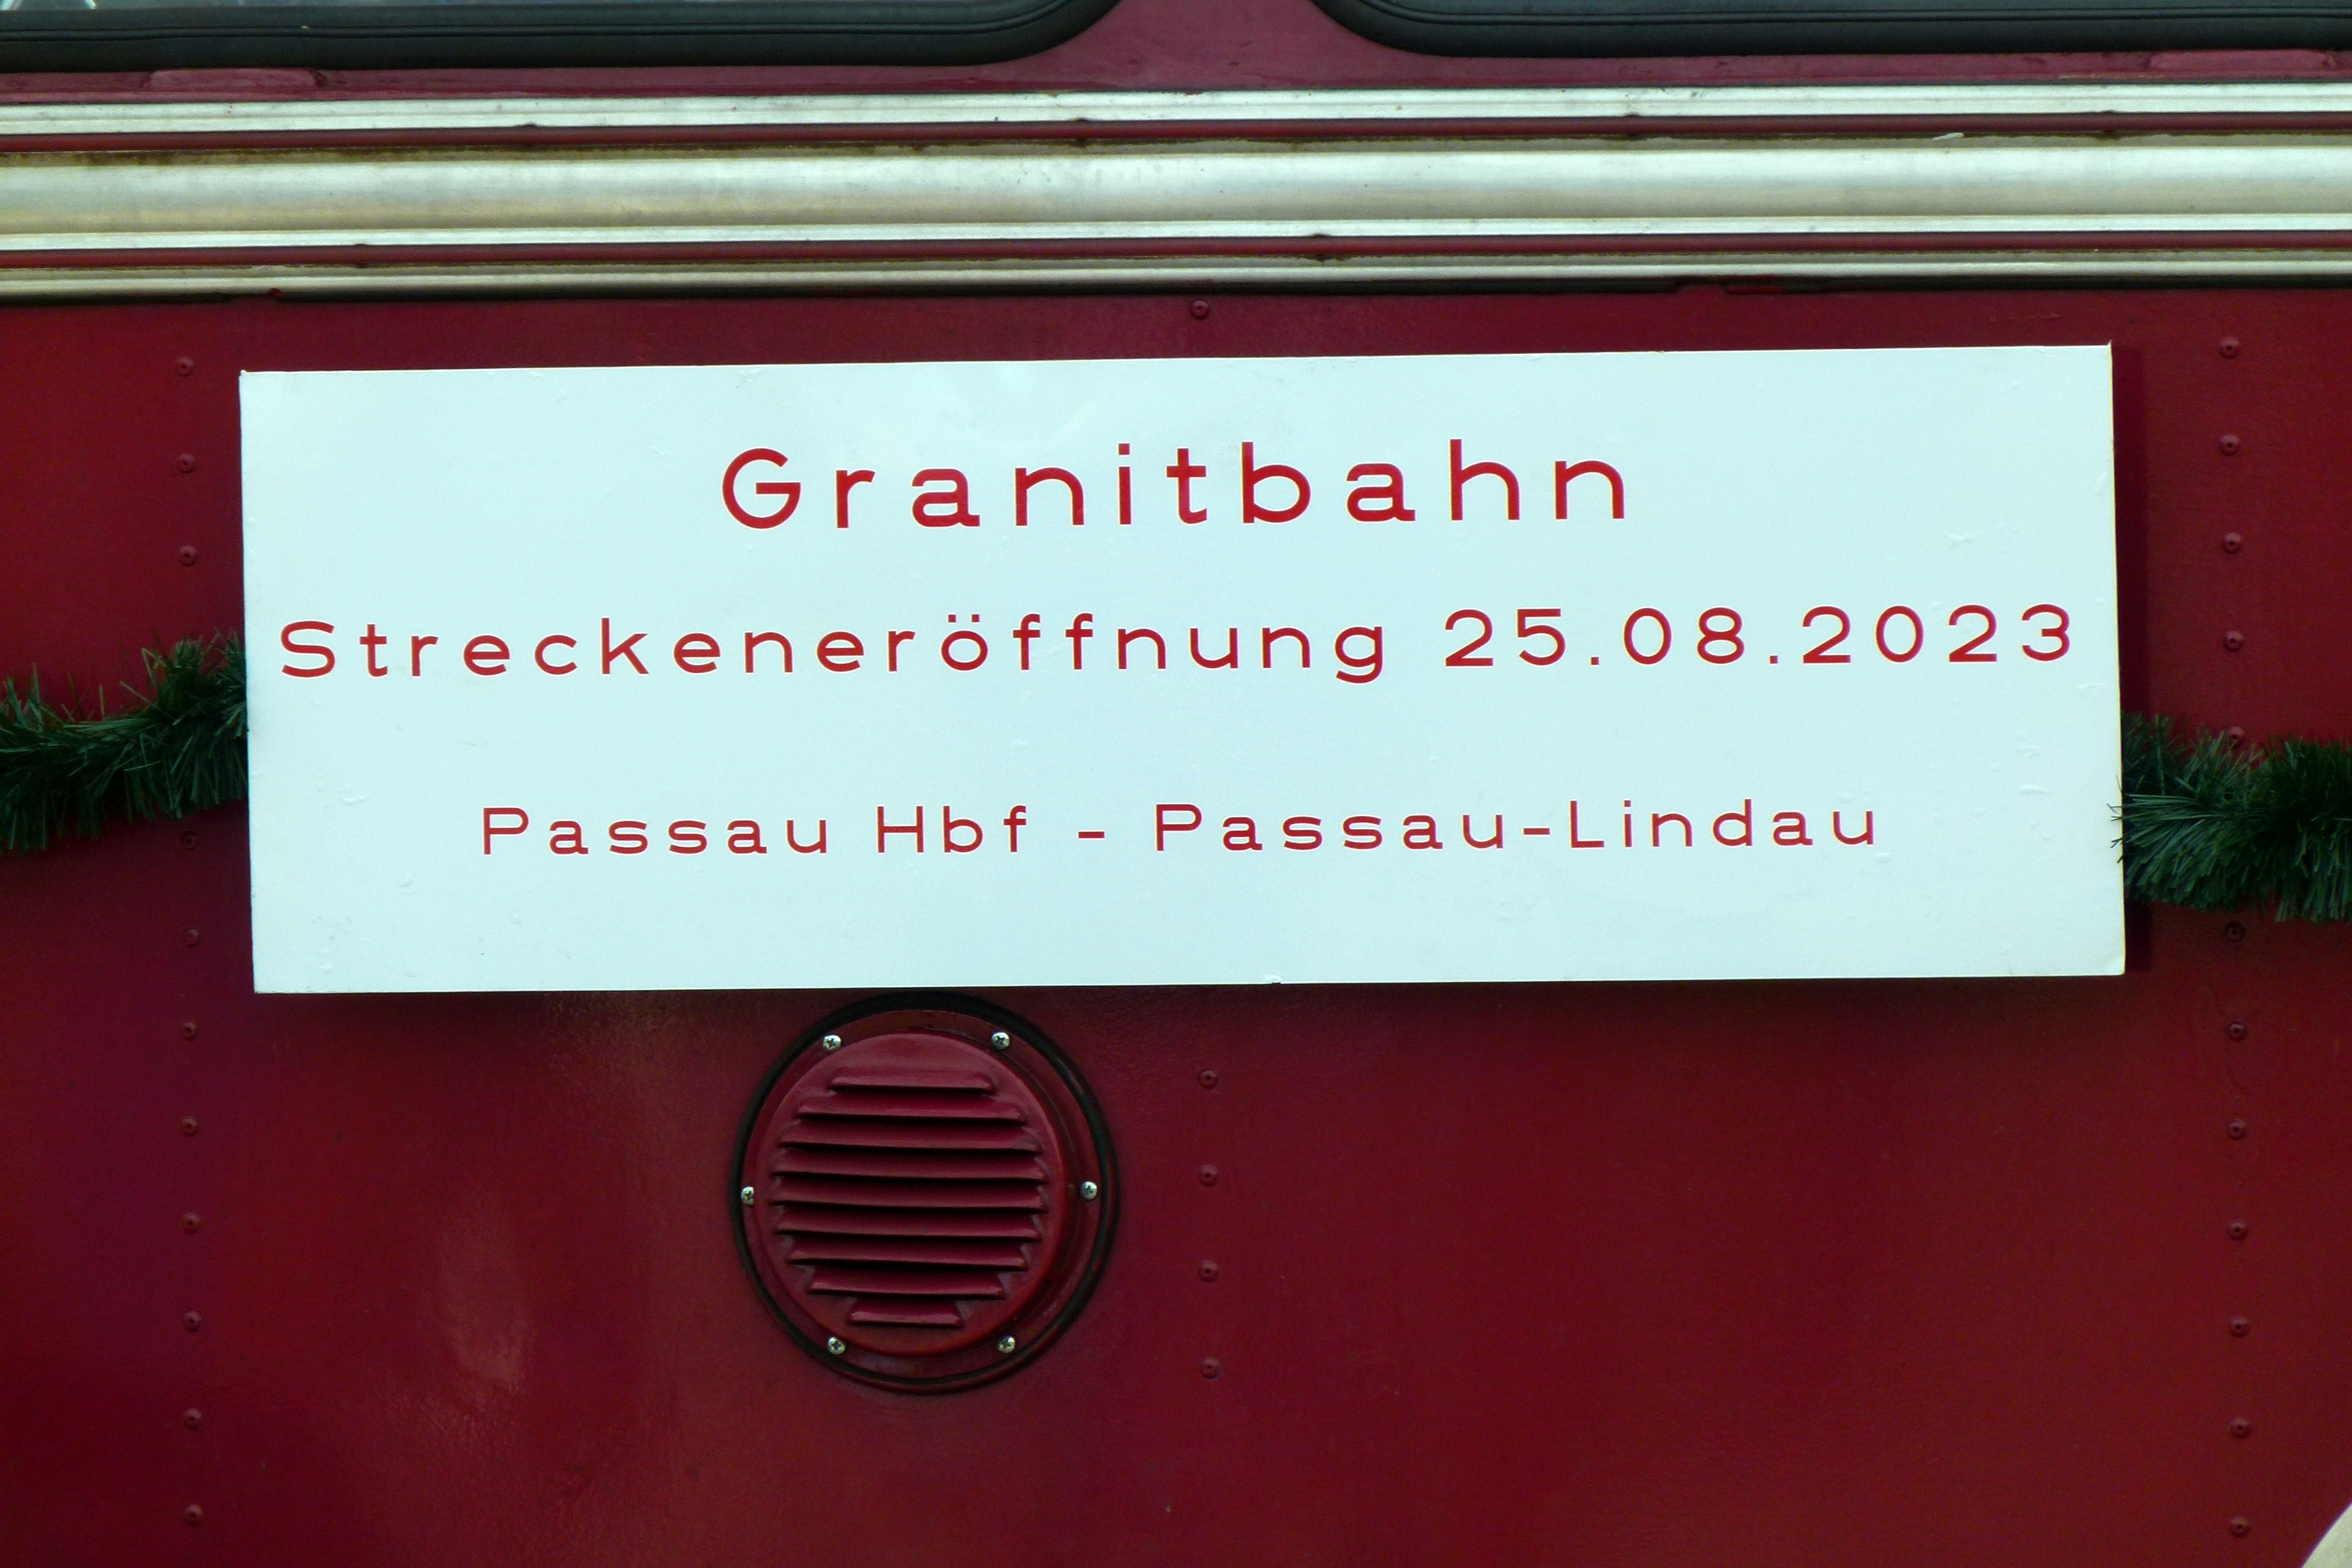 Granitbahn
Streckeneröffnung 25.08.2023
Passau Hbf - Passau-Lindau